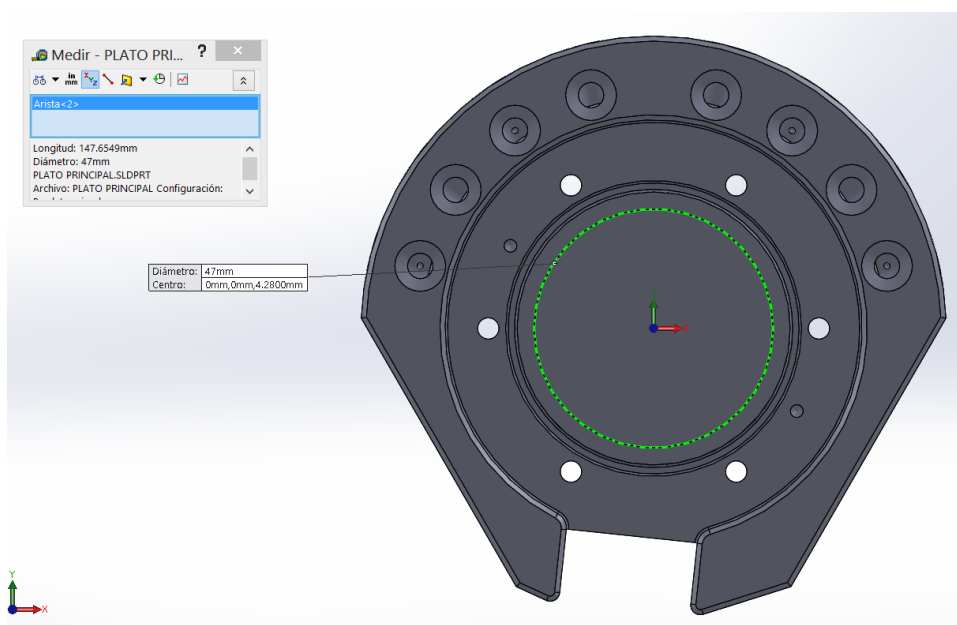 Medir - PLATO PRI... ?
in
mm
XYZ
Arista<2>
Longitud: 147.6549mm
Diámetro: 47mm
PLATO PRINCIPAL.SLDPRT
Archivo: PLATO PRINCIPAL Configuración:
Diámetro: 47mm
Centro: 0mm,0mm,4.2800mm
Y
X